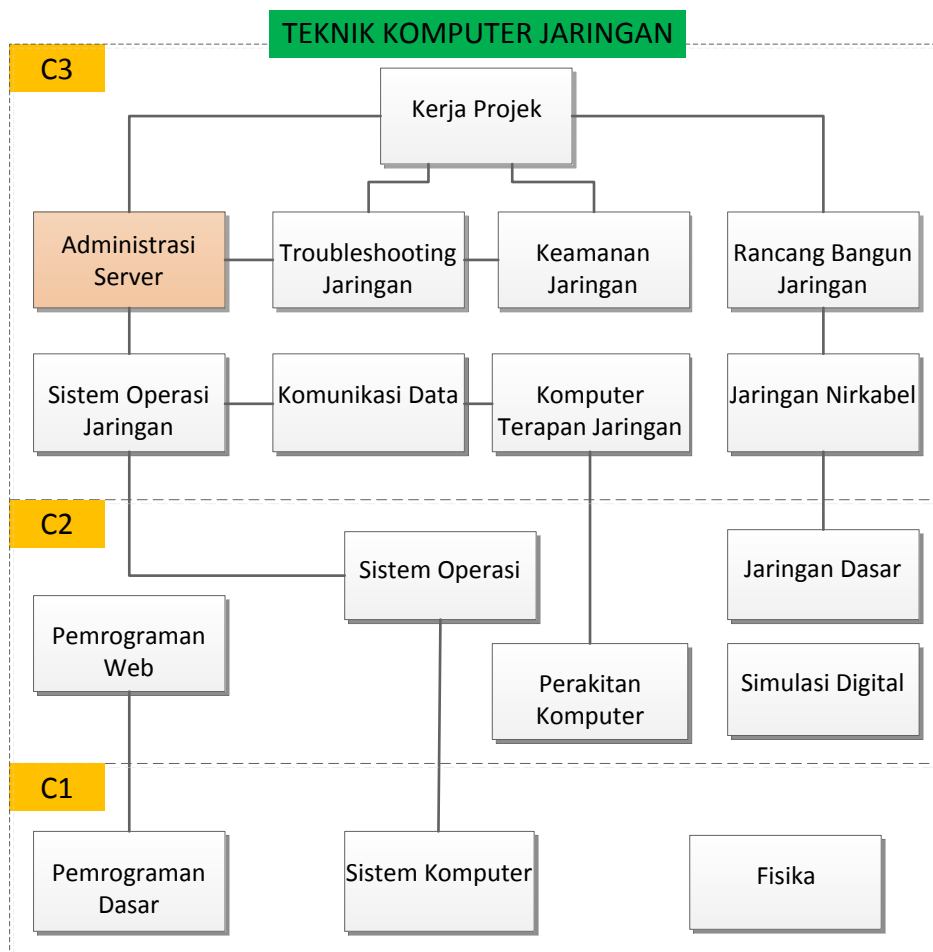 TEKNIK KOMPUTER JARINGAN
C3
Kerja Projek
Administrasi
Server
Troubleshooting
Jaringan
Keamanan
Jaringan
Rancang Bangun
Jaringan
Sistem Operasi
Jaringan
Komunikasi Data
Komputer
Terapan Jaringan
Jaringan Nirkabel
C2
Sistem Operasi
Jaringan Dasar
Pemrograman
Web
Perakitan
Komputer
Simulasi Digital
C1
Pemrograman
Dasar
Sistem Komputer
Fisika